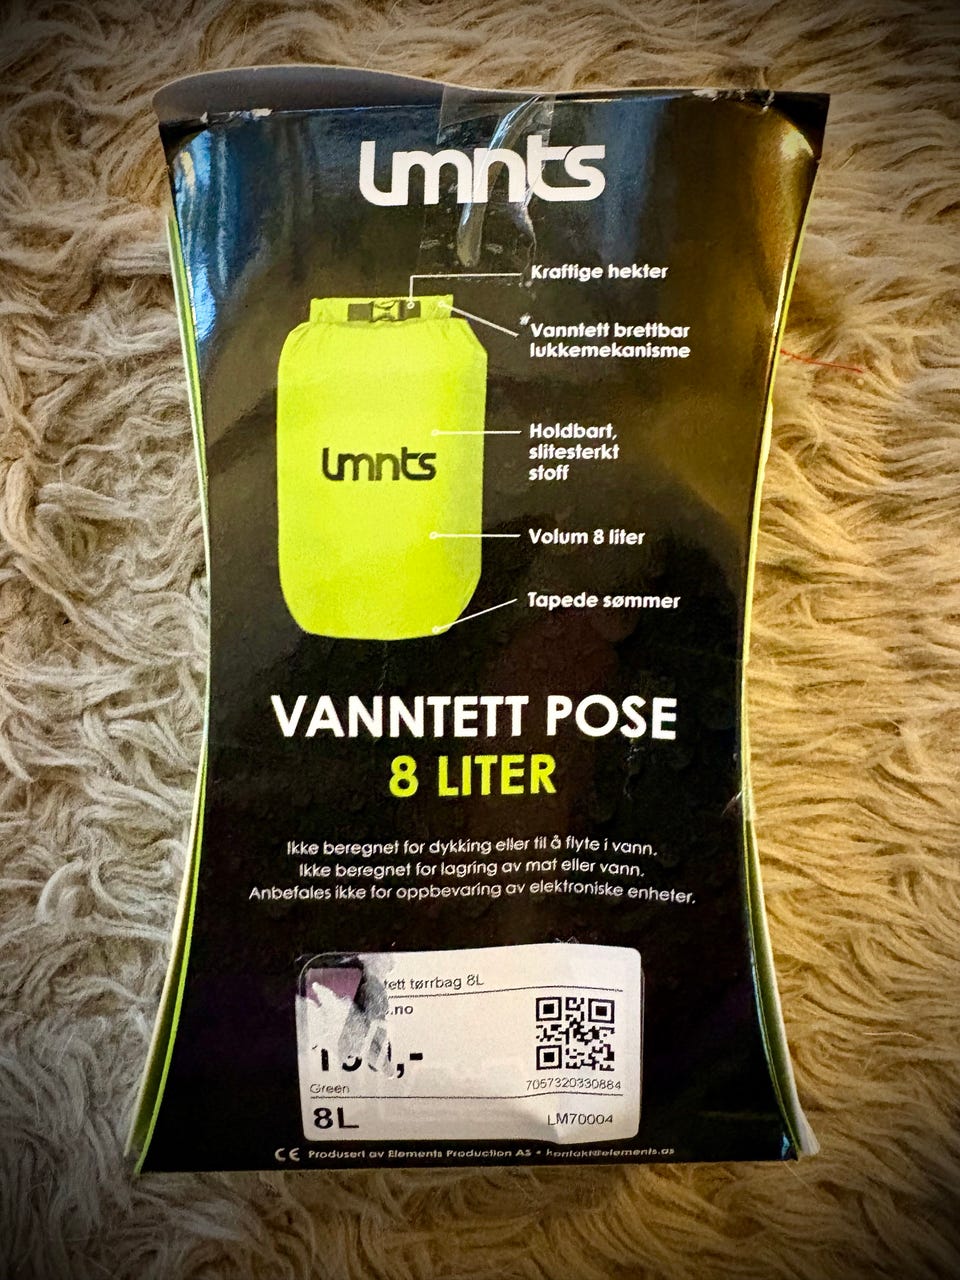 lmnts
Kraftige hekter
Vanntett brettbar
lukkemekanisme
lmnts
Holdbart,
slitesterkt
stoff
Volum 8 liter
Tapede sømmer
VANNTETT POSE
8 LITER
Ikke beregnet for dykking eller til å flyte i vann.
Ikke beregnet for lagring av mat eller vann.
Anbefales ikke for oppbevaring av elektroniske enheter.
tørrbag 8L
.no
Green
7057320330884
8L
LM70004
CE Produsert av Elements Production AS • kontakt@elements.as